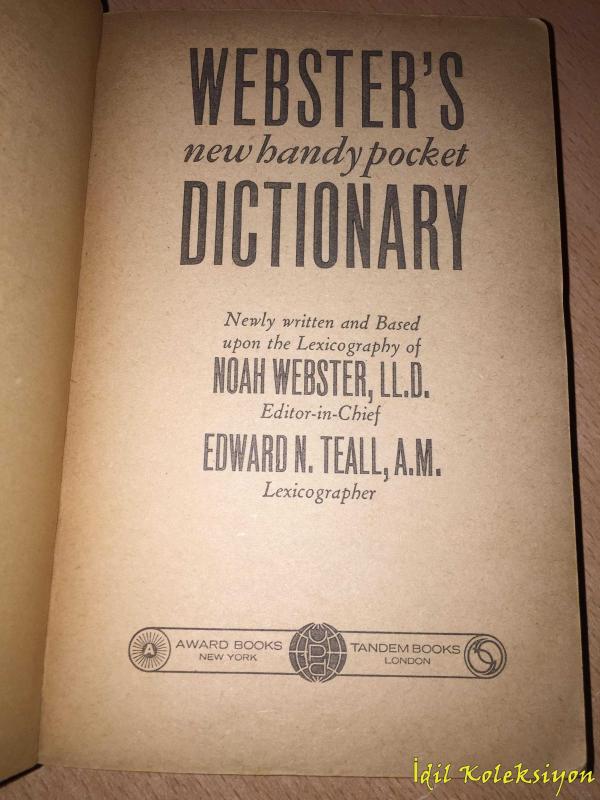 WEBSTER'S
new handy pocket
DICTIONARY
Newly written and Based
upon the Lexicography of
NOAH WEBSTER, LL.D.
Editor-in-Chief
EDWARD N. TEALL, A.M.
Lexicographer
A AWARD BOOKS
NEW YORK
UPD
TANDEM BOOKS
LONDON
İdil Koleksiyon